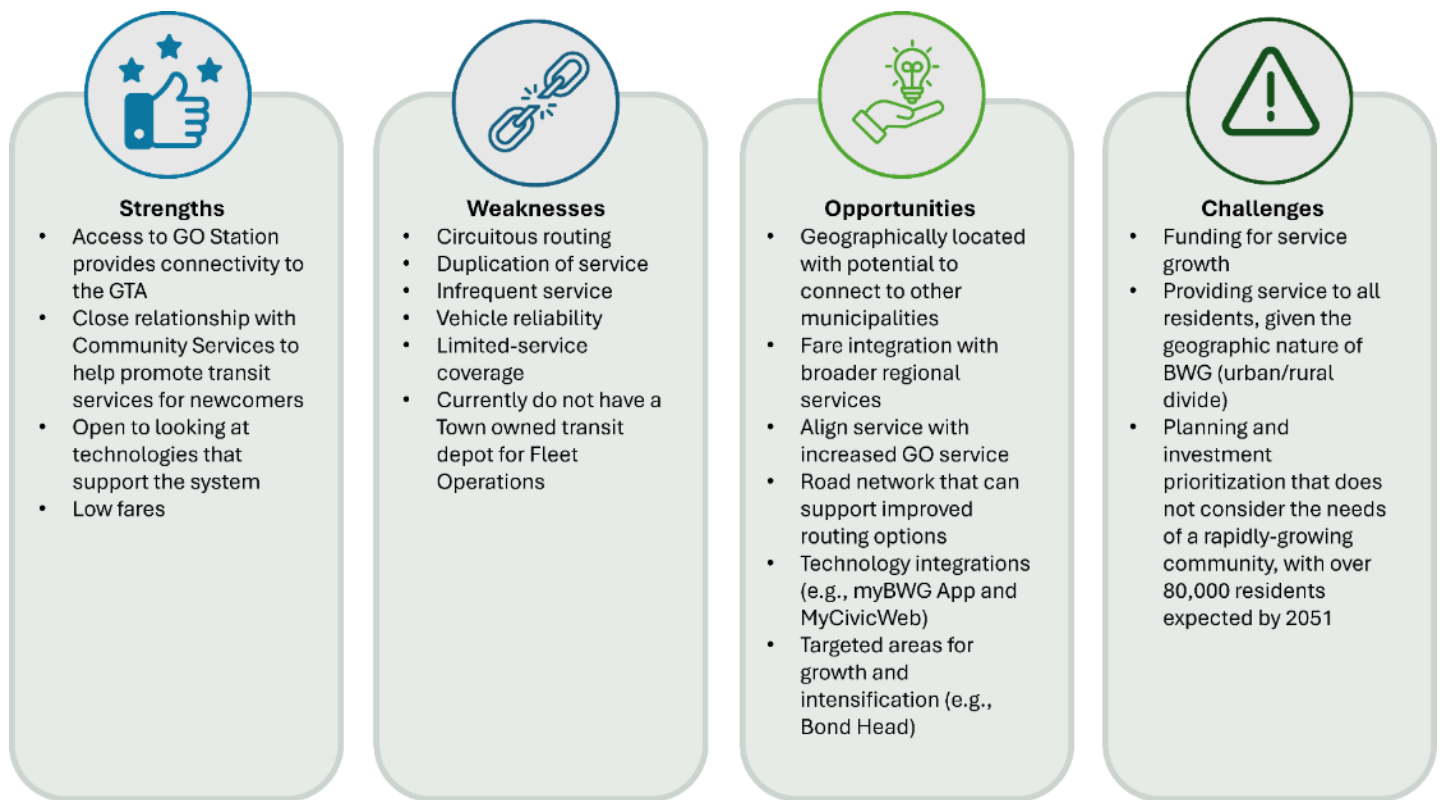 Strengths
• Access to GO Station
provides connectivity to
the GTA
• Close relationship with
Community Services to
help promote transit
services for newcomers
• Open to looking at
technologies that
support the system
• Low fares
Weaknesses
• Circuitous routing
• Duplication of service
• Infrequent service
• Vehicle reliability
• Limited-service
coverage
• Currently do not have a
Town owned transit
depot for Fleet
Operations
Opportunities
• Geographically located
with potential to
connect to other
municipalities
• Fare integration with
broader regional
services
• Align service with
increased GO service
• Road network that can
support improved
routing options
• Technology integrations
(e.g., myBWG App and
MyCivicWeb)
• Targeted areas for
growth and
intensification (e.g.,
Bond Head)
Challenges
• Funding for service
growth
• Providing service to all
residents, given the
geographic nature of
BWG (urban/rural
divide)
• Planning and
investment
prioritization that does
not consider the needs
of a rapidly-growing
community, with over
80,000 residents
expected by 2051